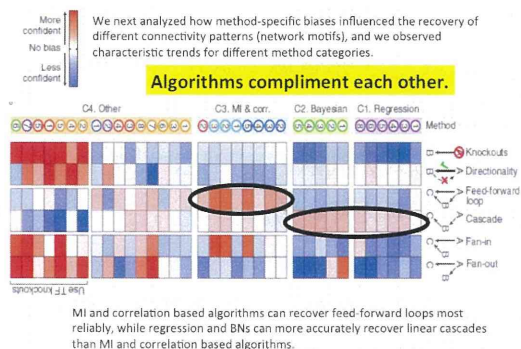 More
confident
No bias
Less
confident
We next analyzed how method-specific biases influenced the recovery of
different connectivity patterns (network motifs), and we observed
characteristic trends for different method categories.
Algorithms compliment each other.
C4. Other
C3. MI & corr.
C2. Bayesian
C1. Regression
Method
Knockouts
Directionality
Feed-forward
loop
Cascade
Fan-in
Fan-out
Use TF knockouts
MI and correlation based algorithms can recover feed-forward loops most
reliably, while regression and BNs can more accurately recover linear cascades
than MI and correlation based algorithms.